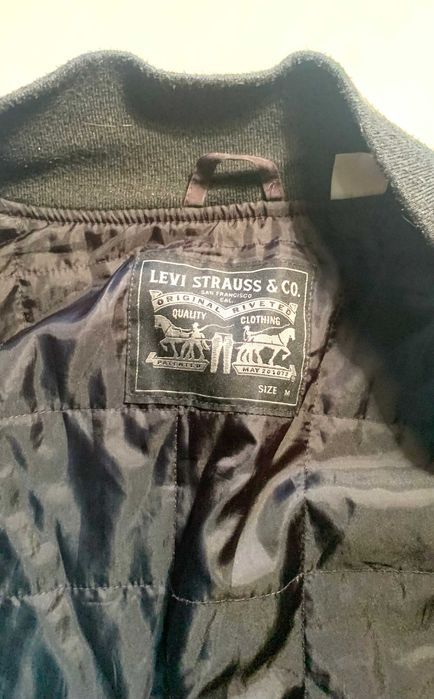 LEVI STRAUSS & CO.
SAN FRANCISCO
CAL.
ORIGINAL RIVETED
QUALITY CLOTHING
PATENTED MAY 20 1873
SIZE M